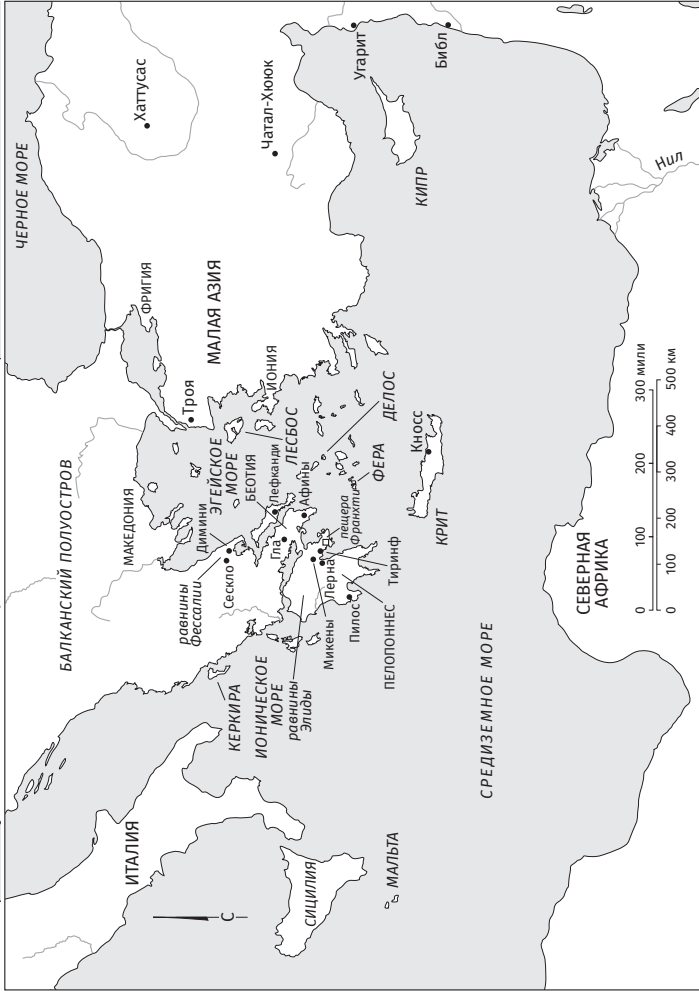 ЧЕРНОЕ МОРЕ
Хаттусас
Чатал-Хююк
Угарит
Библ
КИПР
Нил
ФРИГИЯ
МАЛАЯ АЗИЯ
ИОНИЯ
Троя
ЭГЕЙСКОЕ
МОРЕ
ЛЕСБОС
ДЕЛОС
ФЕРА
Кносс
КРИТ
БАЛКАНСКИЙ ПОЛУОСТРОВ
МАКЕДОНИЯ
Димини
Сескло
равнины
Фессалии
БЕОТИЯ
Лефканди
Афины
Гла
пещера
Франхти
Тиринф
Лерна
Микены
Пилос
ПЕЛОПОННЕС
равнины
Элиды
КЕРКИРА
ИОНИЧЕСКОЕ
МОРЕ
ИТАЛИЯ
СИЦИЛИЯ
МАЛЬТА
СРЕДИЗЕМНОЕ МОРЕ
СЕВЕРНАЯ
АФРИКА
С
0 100 200 300 мили
0 100 200 300 400 500 км